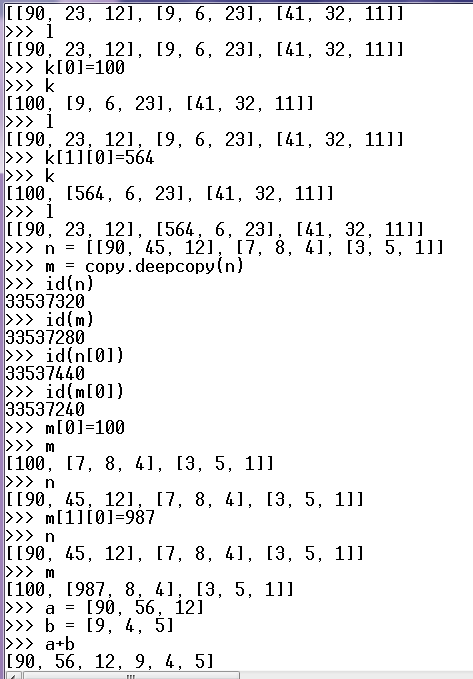 [[90, 23, 12], [9, 6, 23], [41, 32, 11]]
>>> l
[[90, 23, 12], [9, 6, 23], [41, 32, 11]]
>>> k[0]=100
>>> k
[100, [9, 6, 23], [41, 32, 11]]
>>> l
[[90, 23, 12], [9, 6, 23], [41, 32, 11]]
>>> k[1][0]=564
>>> k
[100, [564, 6, 23], [41, 32, 11]]
>>> l
[[90, 23, 12], [564, 6, 23], [41, 32, 11]]
>>> n = [[90, 45, 12], [7, 8, 4], [3, 5, 1]]
>>> m = copy.deepcopy(n)
>>> id(n)
33537320
>>> id(m)
33537280
>>> id(n[0])
33537440
>>> id(m[0])
33537240
>>> m[0]=100
>>> m
[100, [7, 8, 4], [3, 5, 1]]
>>> n
[[90, 45, 12], [7, 8, 4], [3, 5, 1]]
>>> m[1][0]=987
>>> n
[[90, 45, 12], [7, 8, 4], [3, 5, 1]]
>>> m
[100, [987, 8, 4], [3, 5, 1]]
>>> a = [90, 56, 12]
>>> b = [9, 4, 5]
>>> a+b
[90, 56, 12, 9, 4, 5]